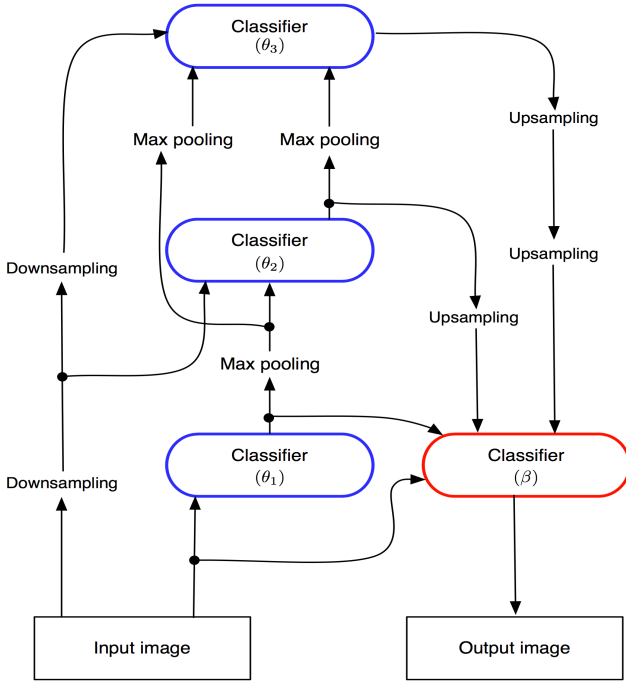 Classifier
(θ₃)
Upsampling
Max pooling
Max pooling
Classifier
(θ₂)
Downsampling
Upsampling
Upsampling
Max pooling
Classifier
(θ₁)
Classifier
(β)
Downsampling
Input image
Output image